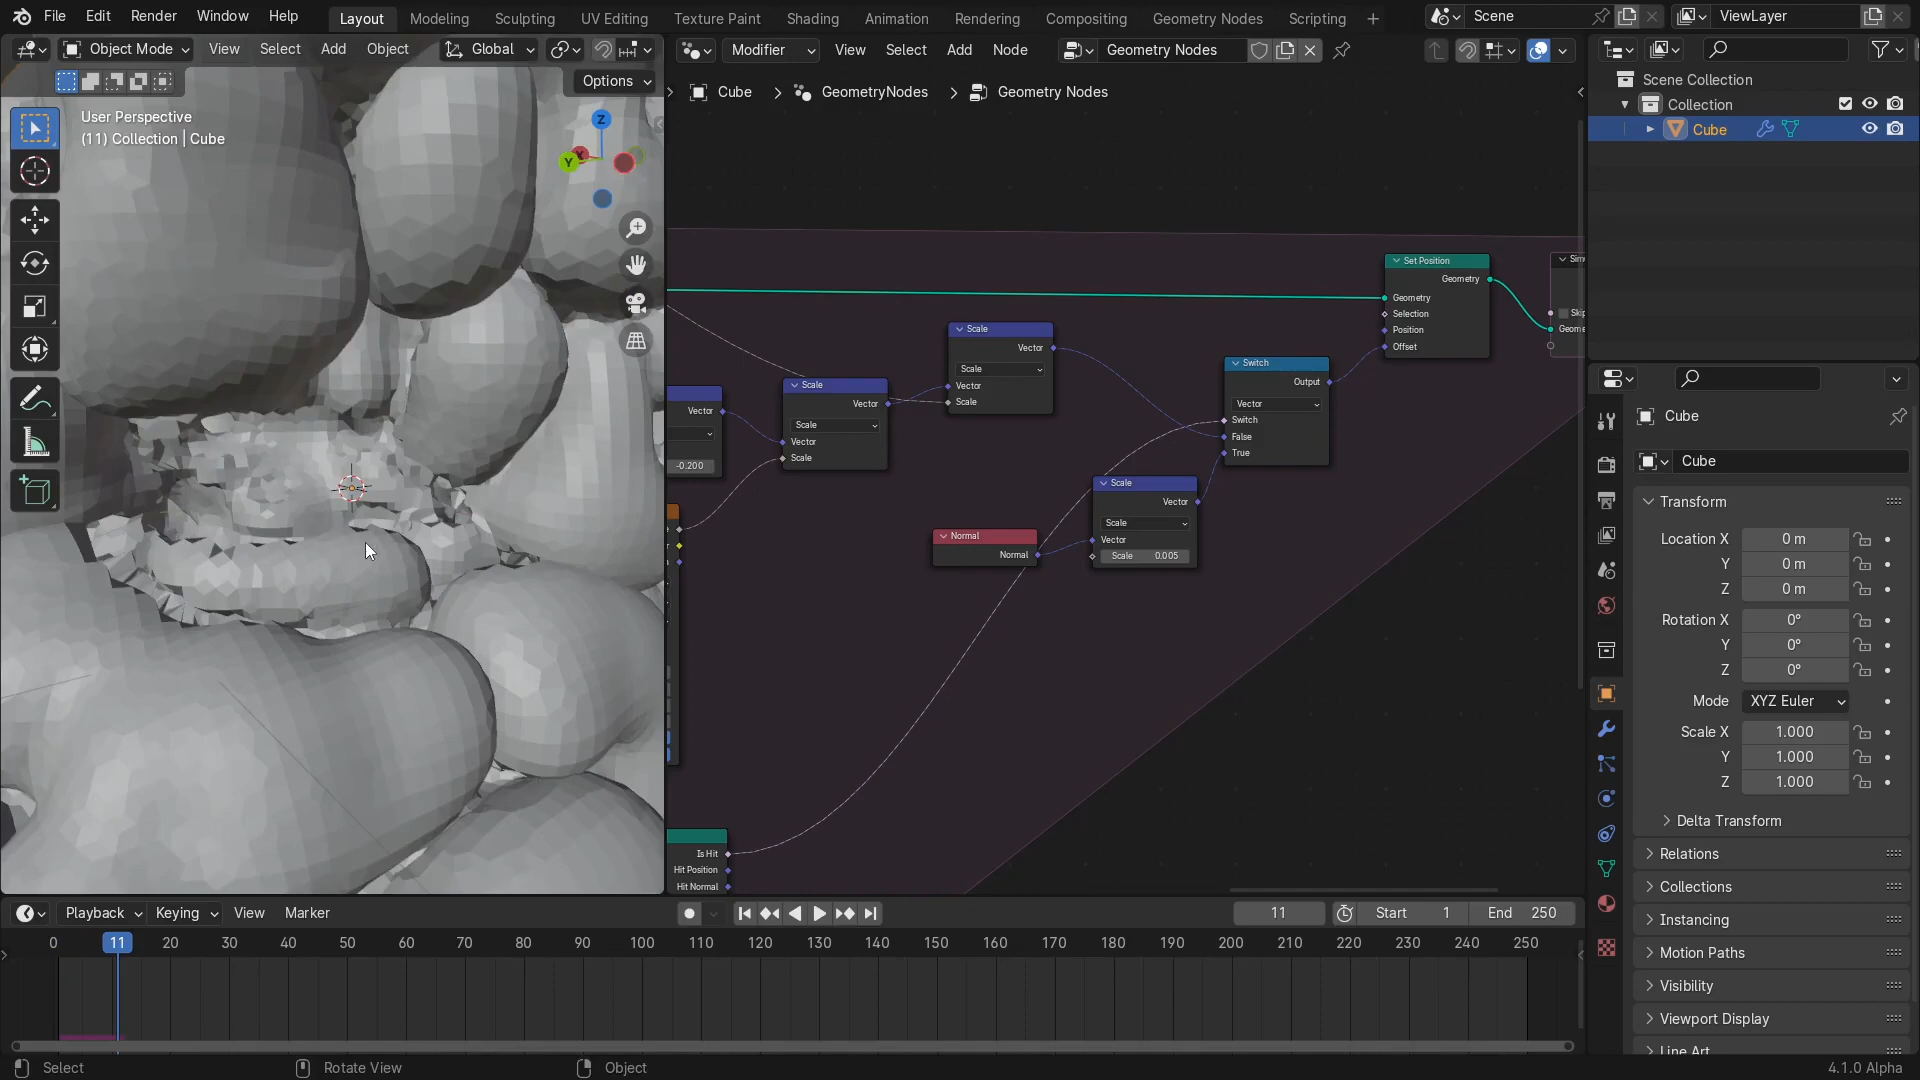 File Edit Render Window Help Layout Modeling Sculpting UV Editing Texture Paint Shading Animation Rendering Compositing Geometry Nodes Scripting Scene ViewLayer
Object Mode View Select Add Object Global
Modifier View Select Add Node Geometry Nodes
Options
Cube GeometryNodes Geometry Nodes
User Perspective
(11) Collection | Cube
Z
X
Y
Scene Collection
Collection
Cube
Vector
-0.200
Scale
Vector
Scale
Vector
Scale
Scale
Vector
Scale
Vector
Scale
Normal
Normal
Scale
Vector
Scale
Vector
Scale 0.005
Switch
Output
Vector
Switch
False
True
Set Position
Geometry
Geometry
Selection
Position
Offset
Is Hit
Hit Position
Hit Normal
Cube
Cube
Transform
Location X 0 m
Y 0 m
Z 0 m
Rotation X 0°
Y 0°
Z 0°
Mode XYZ Euler
Scale X 1.000
Y 1.000
Z 1.000
Delta Transform
Relations
Collections
Instancing
Motion Paths
Visibility
Viewport Display
Line Art
Playback Keying View Marker 11 Start 1 End 250
0 11 20 30 40 50 60 70 80 90 100 110 120 130 140 150 160 170 180 190 200 210 220 230 240 250
Select Rotate View Object 4.1.0 Alpha